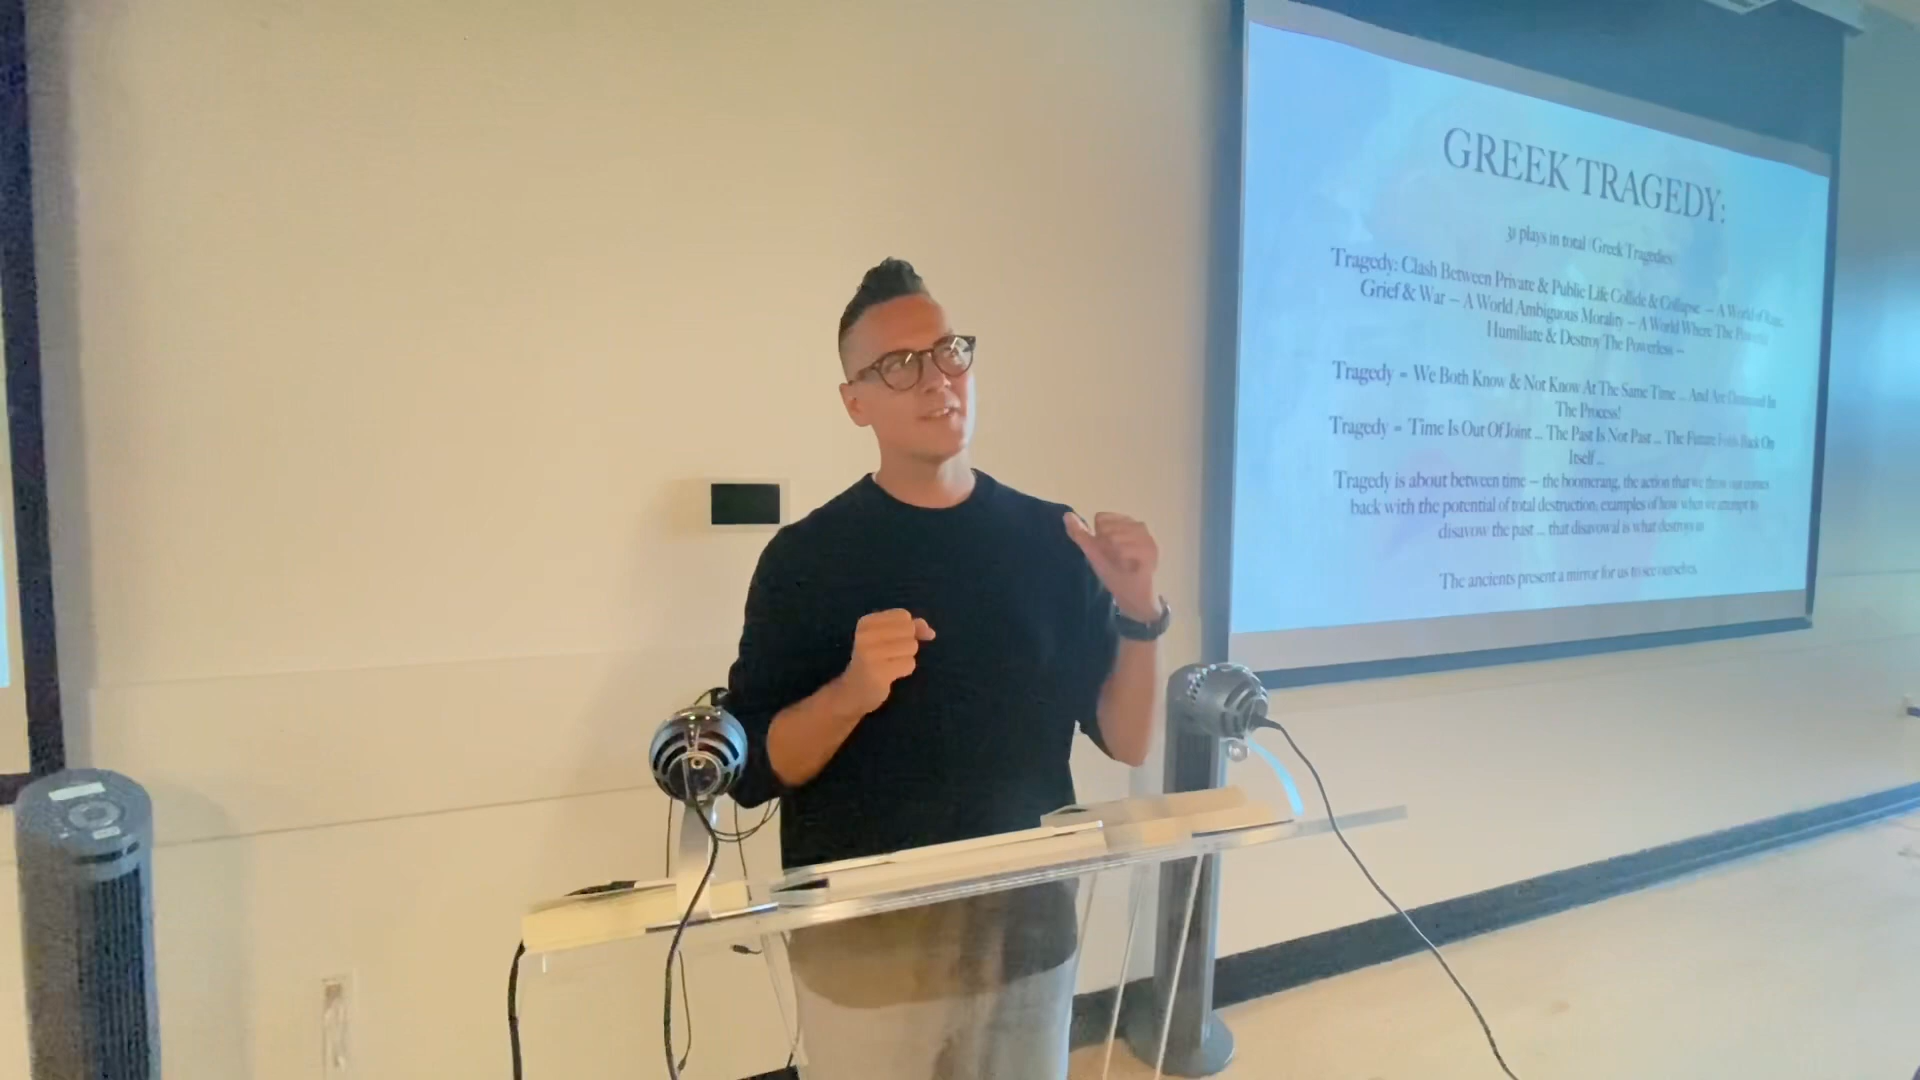 GREEK TRAGEDY:
31 plays in total (Greek Tragedies)
Tragedy: Clash Between Private & Public Life Collide & Collapse – A World of Rage,
Grief & War – A World Ambiguous Morality – A World Where The Powerful
Humiliate & Destroy The Powerless –
Tragedy = We Both Know & Not Know At The Same Time ... And Are In
The Process!
Tragedy = Time Is Out Of Joint ... The Past Is Not Past ... The Future Folds Back On
Itself ...
Tragedy is about between time – the boomerang, the action that we throw out comes
back with the potential of total destruction, examples of how when we attempt to
disavow the past ... that disavowal is what destroys us
The ancients present a mirror for us to see ourselves.